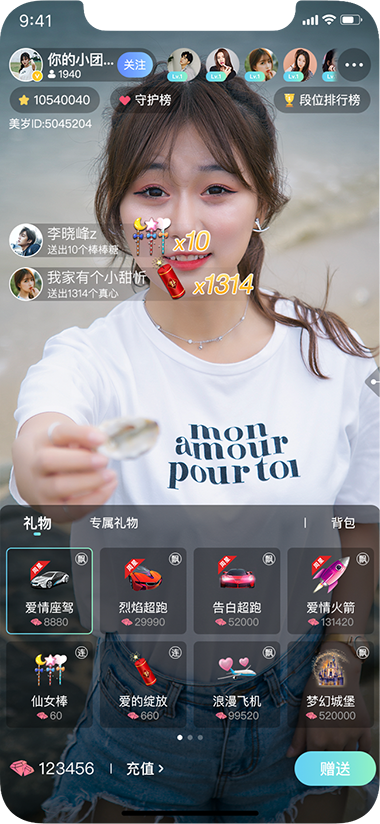 9:41
你的小团...
1940
关注
Lv.1
Lv.1
Lv.1
Lv.1
10540040
守护榜
段位排行榜
美岁ID:5045204
李晓峰z
送出10个棒棒糖
x10
我家有个小甜忻
送出1314个真心
x1314
mon
amour
pour toi
礼物
专属礼物
背包
飘
飘
飘
飘
爱情座驾
烈焰超跑
告白超跑
爱情火箭
8880
29990
52000
131420
连
连
飘
飘
仙女棒
爱的绽放
浪漫飞机
梦幻城堡
60
660
99520
520000
123456
充值 >
赠送